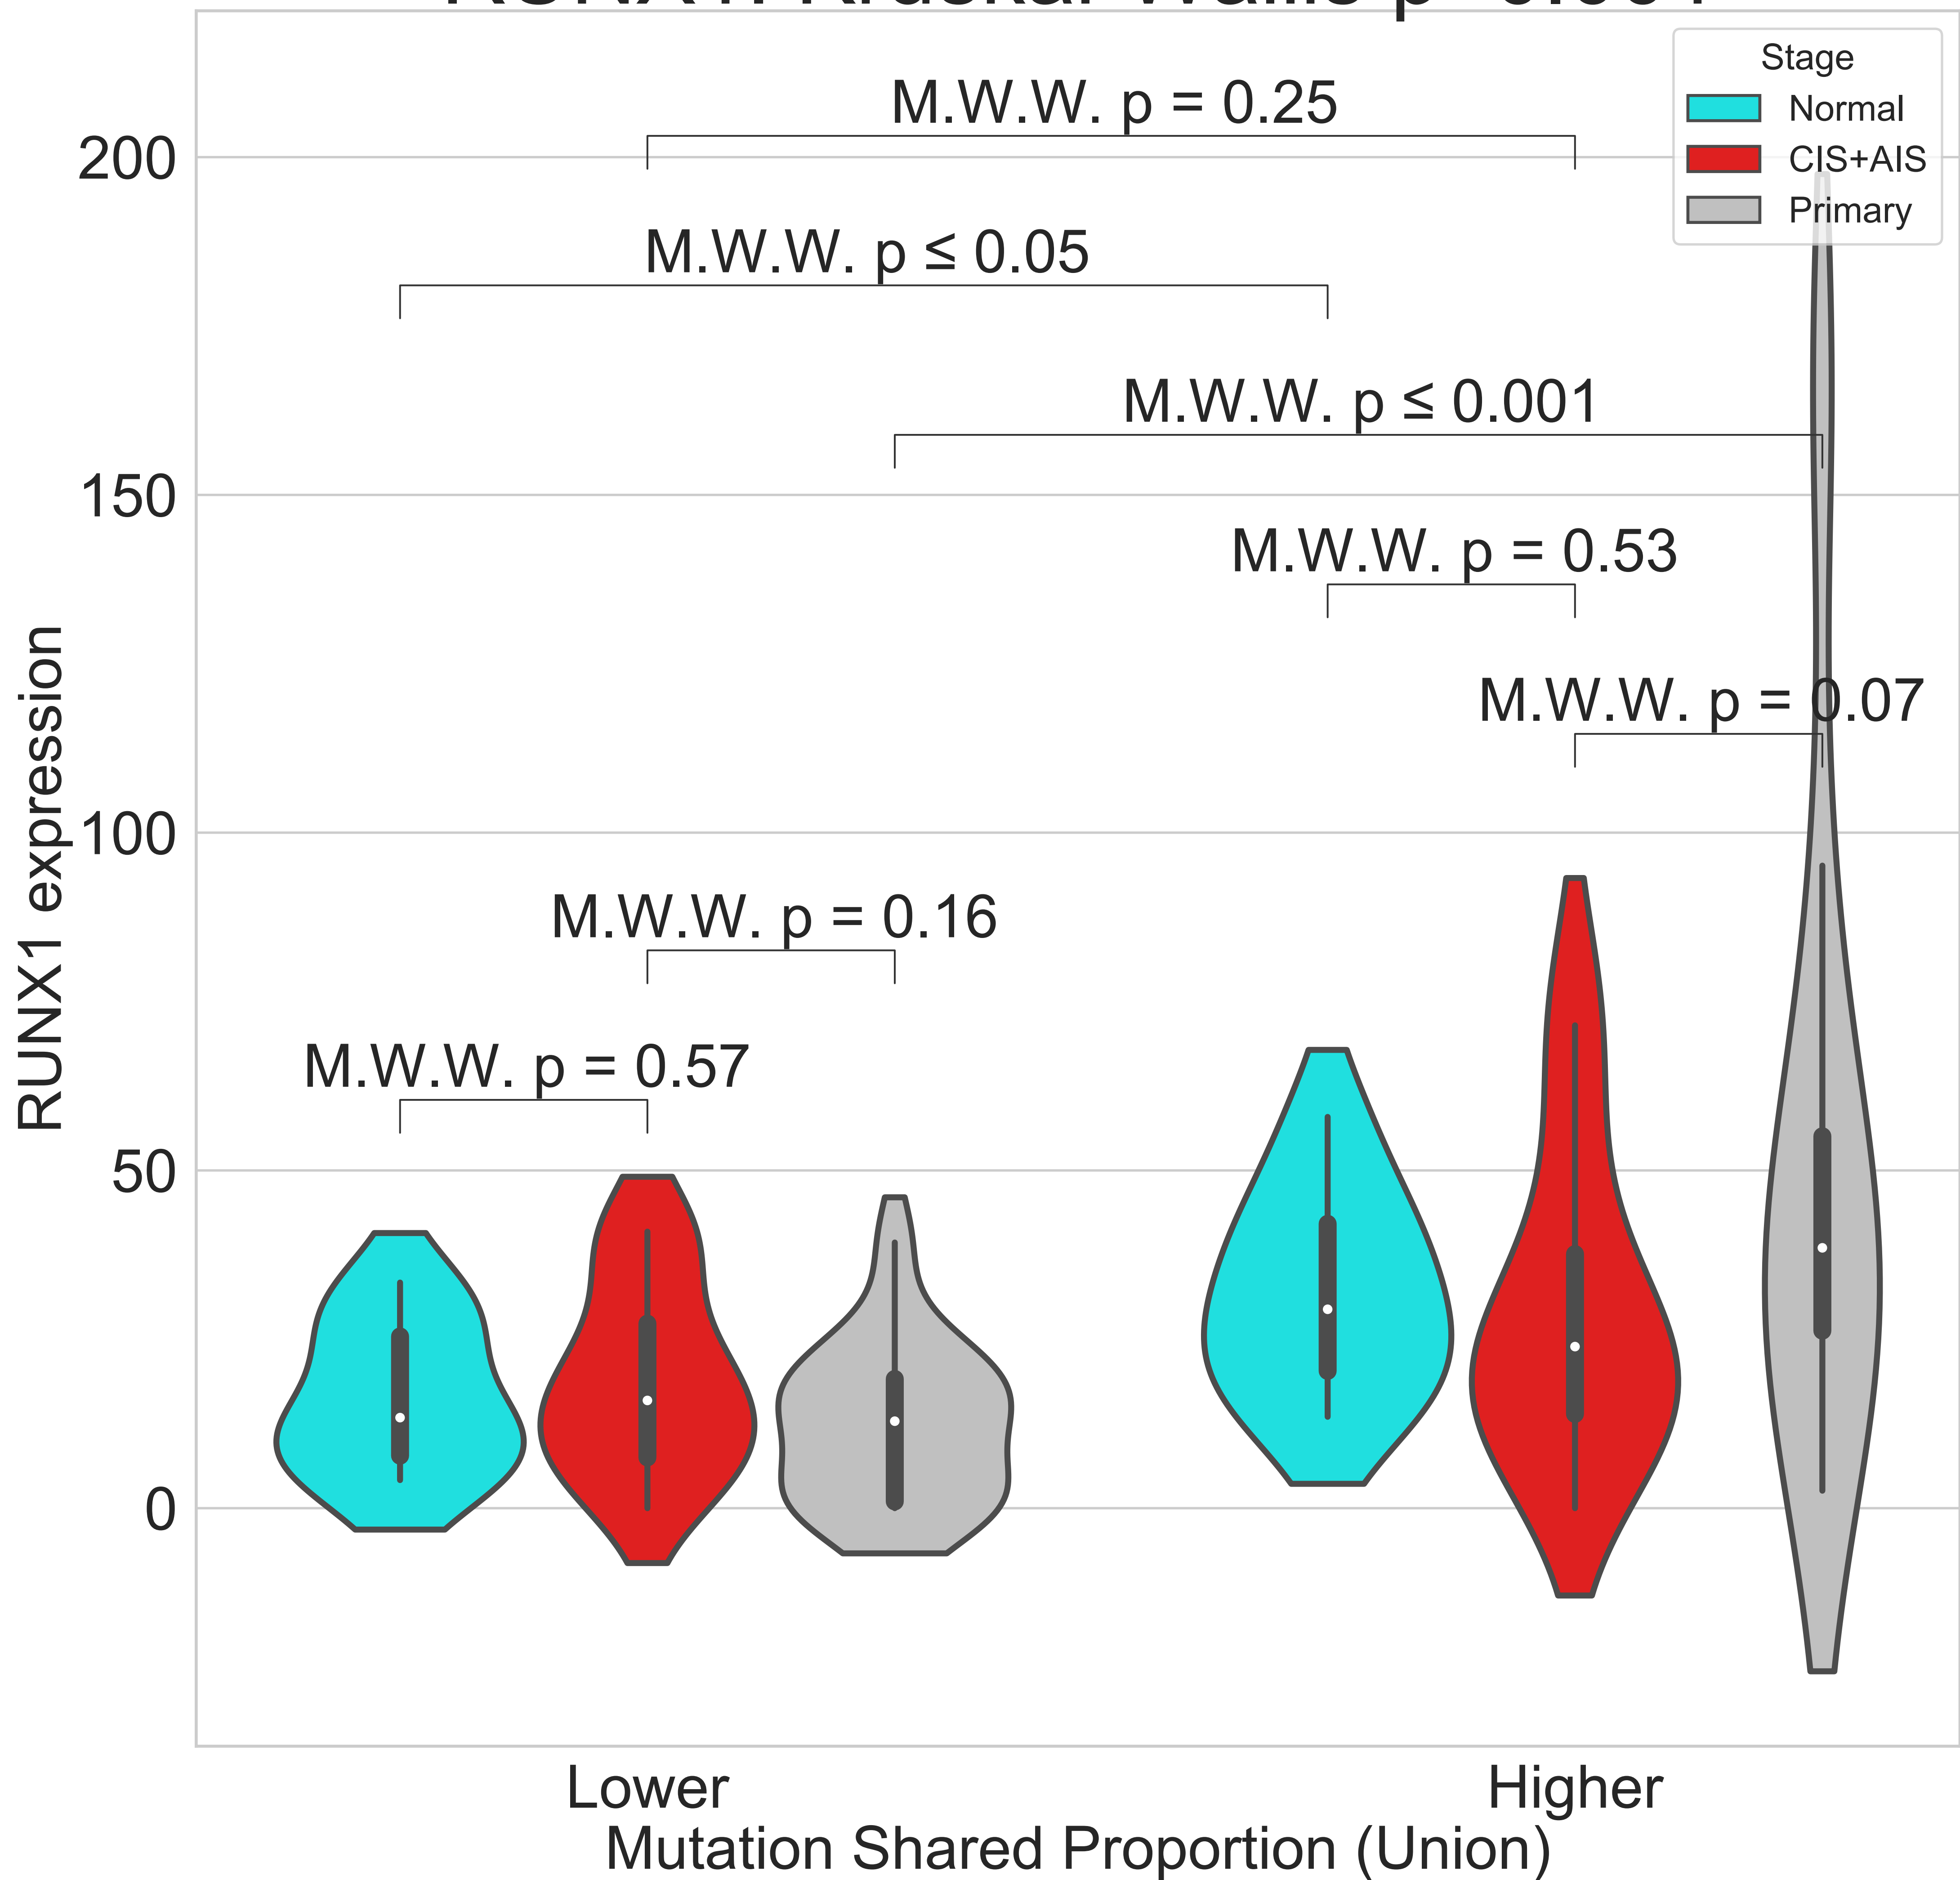 Stage
Normal
CIS+AIS
Primary
M.W.W. p = 0.25
200
M.W.W. p ≤ 0.05
M.W.W. p ≤ 0.001
150
M.W.W. p = 0.53
M.W.W. p = 0.07
100
M.W.W. p = 0.16
M.W.W. p = 0.57
50
0
RUNX1 expression
Lower
Higher
Mutation Shared Proportion (Union)